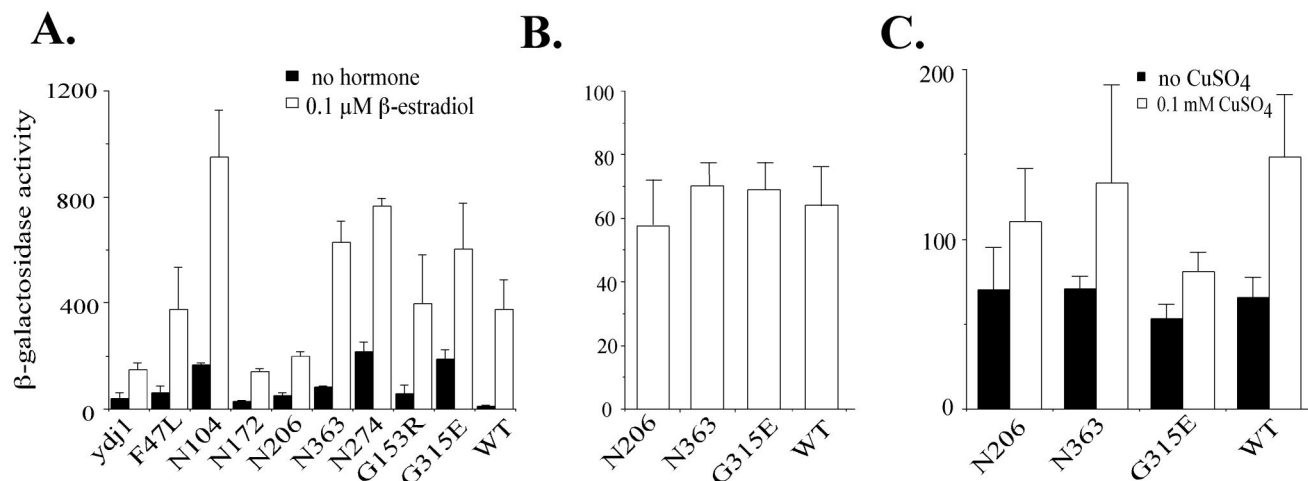 A.
no hormone
0.1 μM β-estradiol
β-galactosidase activity
1200
800
400
0
ydj1
F47L
N104
N172
N206
N363
N274
G153R
G315E
WT
B.
100
80
60
40
20
0
N206
N363
G315E
WT
C.
no CuSO4
0.1 mM CuSO4
200
100
0
N206
N363
G315E
WT